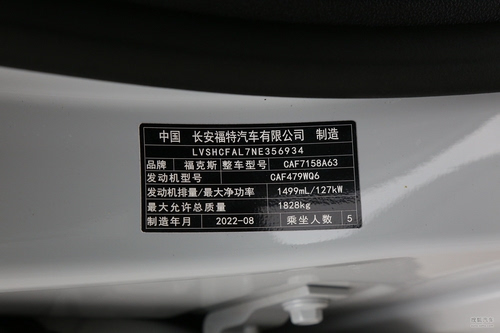 中国 长安福特汽车有限公司 制造
LVSHCFAL7NE356934
品牌 福克斯 整车型号 CAF7158A63
发动机型号 CAF479WQ6
发动机排量/最大净功率 1499mL/127kW
最大允许总质量 1828kg
制造年月 2022-08 乘坐人数 5